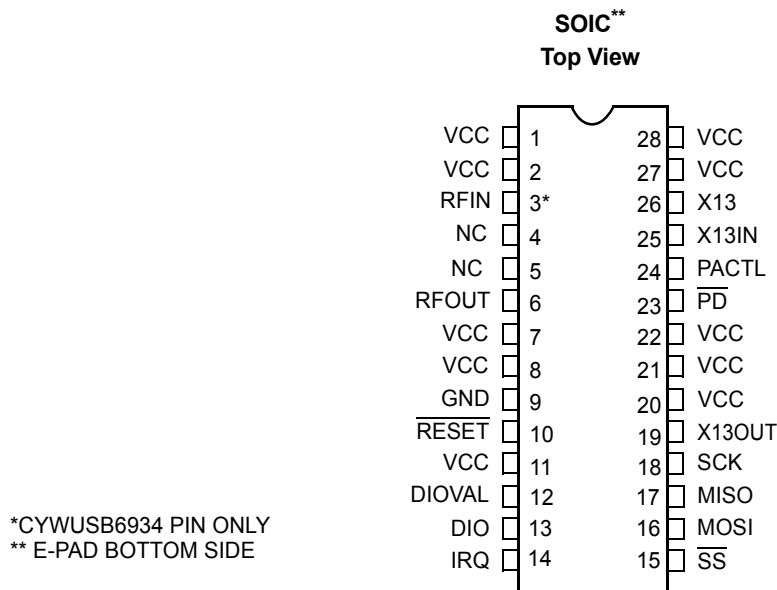 SOIC**
Top View
VCC 1 28 VCC
VCC 2 27 VCC
RFIN 3* 26 X13
NC 4 25 X13IN
NC 5 24 PACTL
RFOUT 6 23 PD
VCC 7 22 VCC
VCC 8 21 VCC
GND 9 20 VCC
RESET 10 19 X13OUT
VCC 11 18 SCK
DIOVAL 12 17 MISO
DIO 13 16 MOSI
IRQ 14 15 SS
*CYWUSB6934 PIN ONLY
** E-PAD BOTTOM SIDE